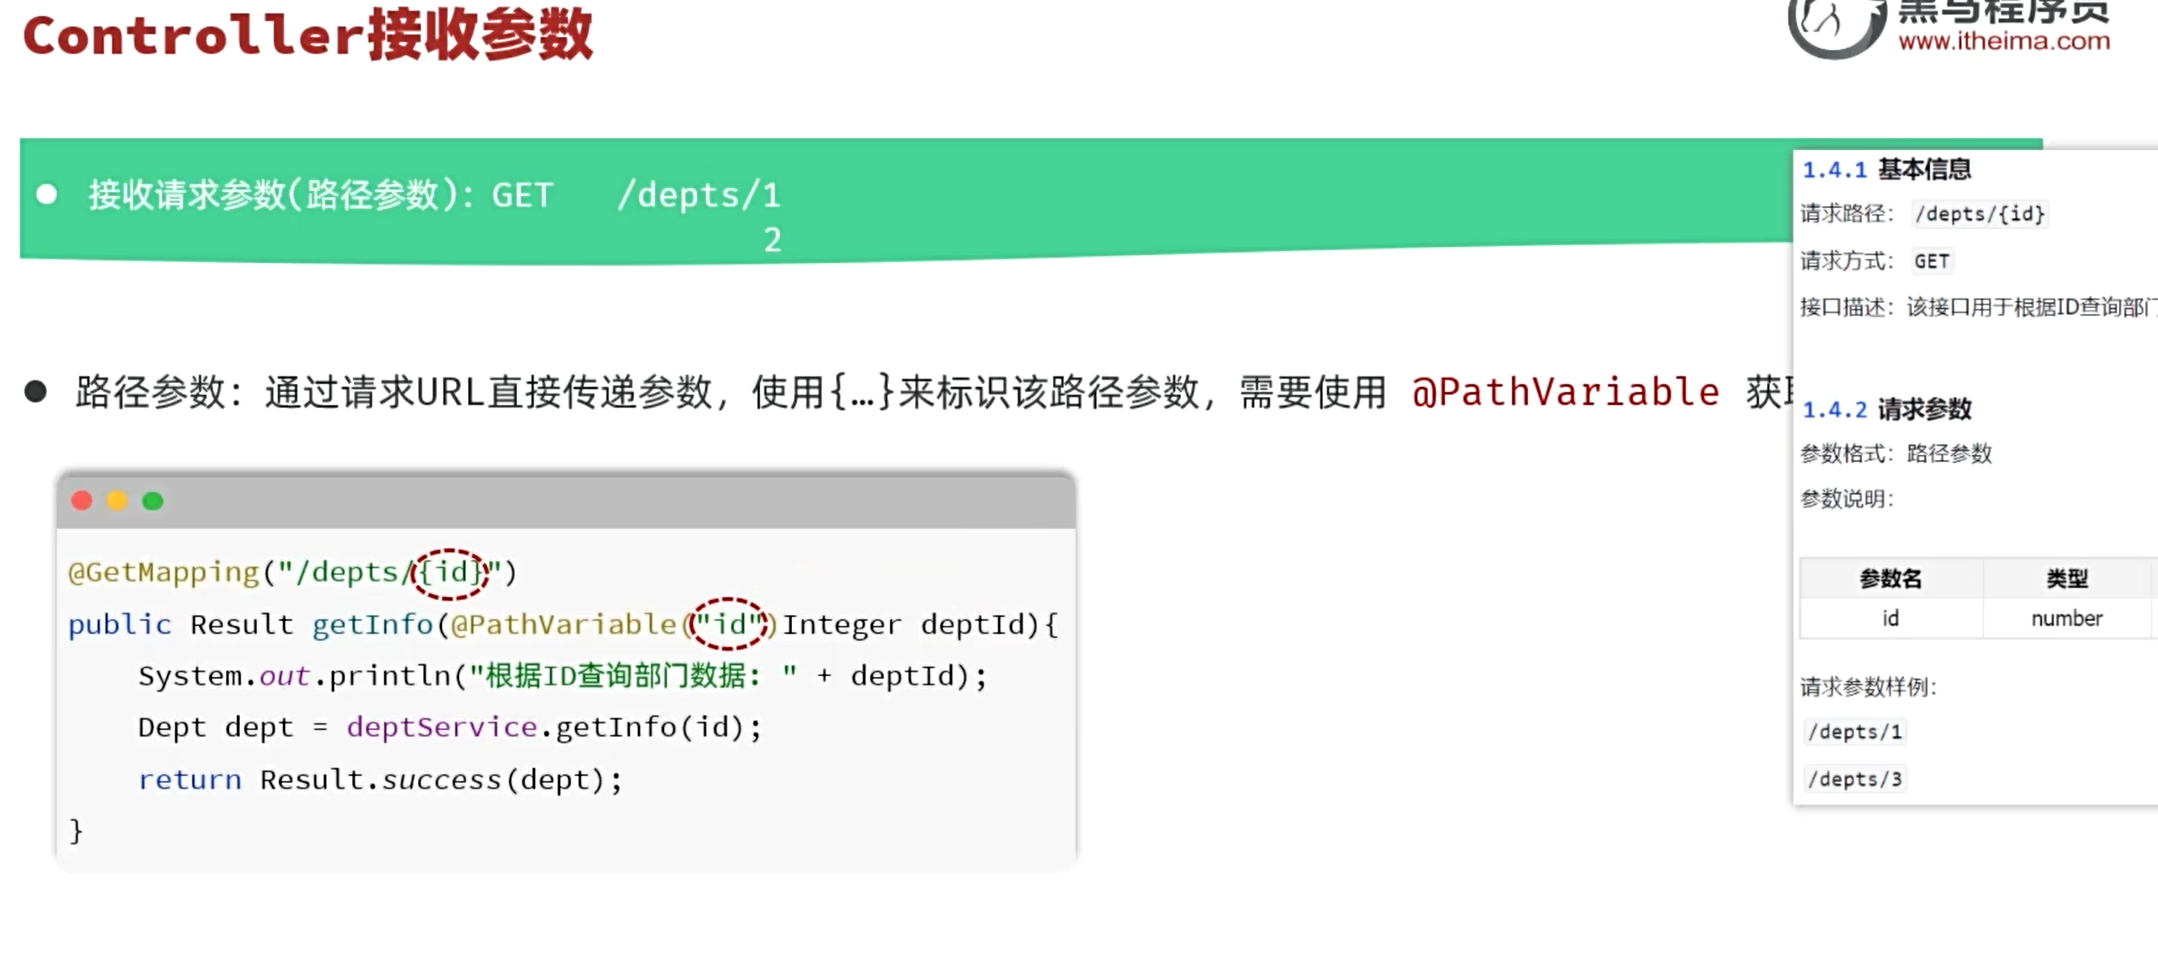 Controller接收参数
黑马程序员
www.itheima.com
接收请求参数(路径参数)：GET /depts/1
2
路径参数：通过请求URL直接传递参数，使用{…}来标识该路径参数，需要使用 @PathVariable 获
@GetMapping("/depts/{id}")
public Result getInfo(@PathVariable("id")Integer deptId){
System.out.println("根据ID查询部门数据：" + deptId);
Dept dept = deptService.getInfo(id);
return Result.success(dept);
}
1.4.1 基本信息
请求路径：/depts/{id}
请求方式：GET
接口描述：该接口用于根据ID查询部门
1.4.2 请求参数
参数格式：路径参数
参数说明：
参数名 类型
id number
请求参数样例：
/depts/1
/depts/3